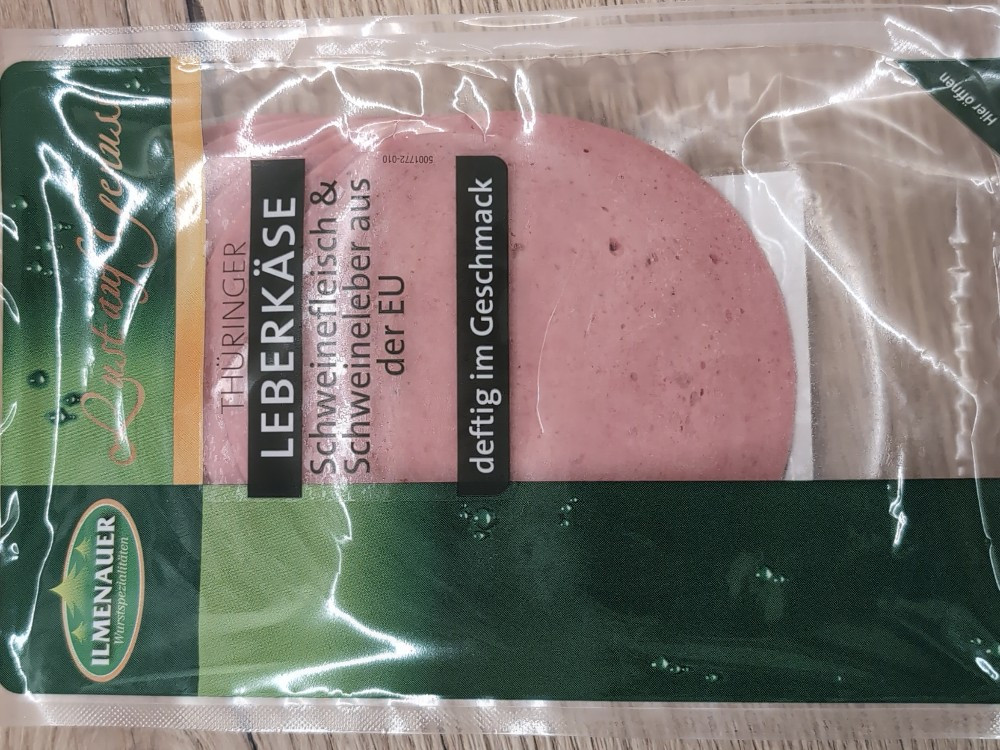 Lust auf Genuss
ILMENAUER
Wurstspezialitäten
THÜRINGER
LEBERKÄSE
Schweinefleisch &
Schweineleber aus
der EU
5001772-010
deftig im Geschmack
Hier öffnen